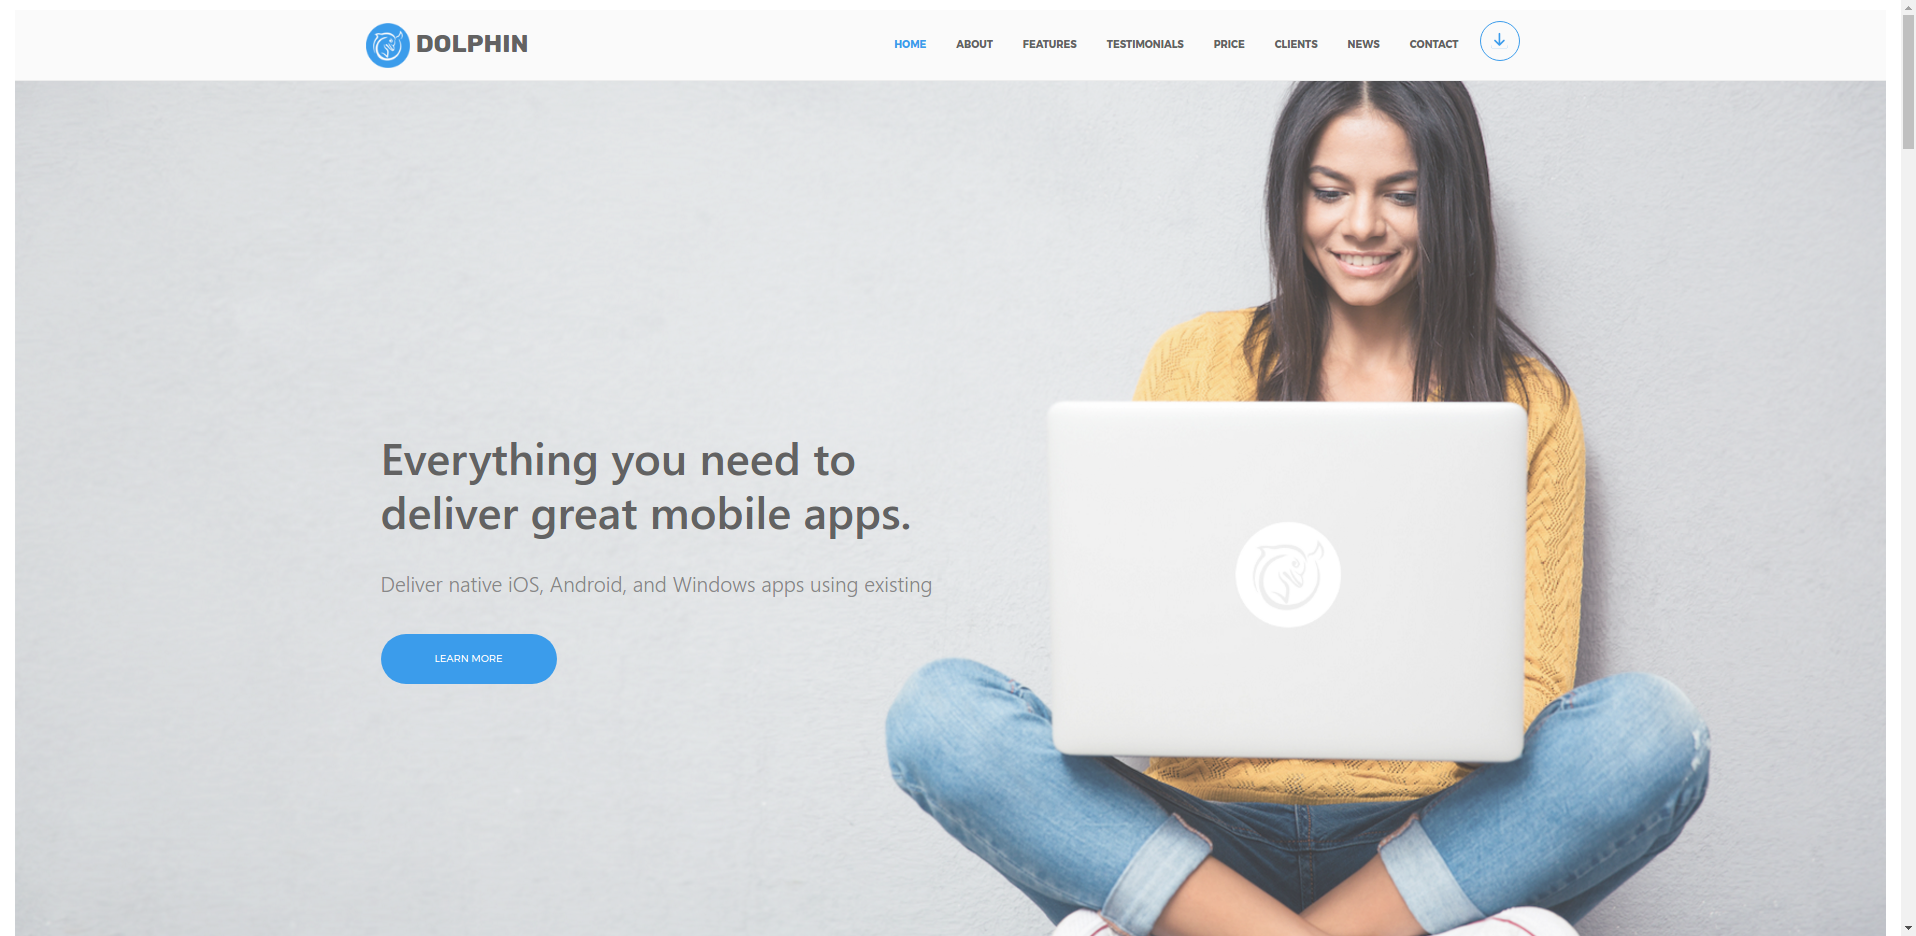 DOLPHIN
HOME ABOUT FEATURES TESTIMONIALS PRICE CLIENTS NEWS CONTACT
Everything you need to
deliver great mobile apps.
Deliver native iOS, Android, and Windows apps using existing
LEARN MORE